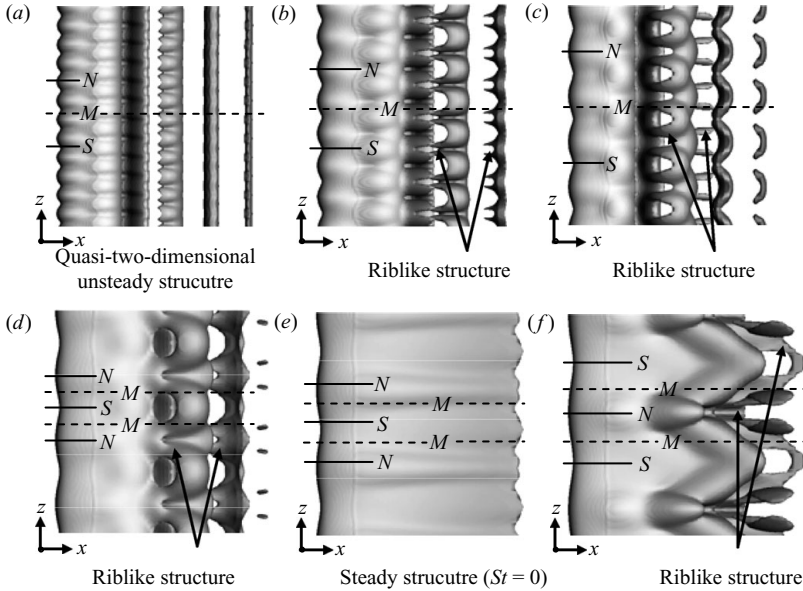 (a)
N
M
S
z
x
Quasi-two-dimensional
unsteady strucutre
(b)
N
M
S
z
x
Riblike structure
(c)
N
M
S
z
x
Riblike structure
(d)
N
M
S
M
N
z
x
Riblike structure
(e)
N
M
S
M
N
z
x
Steady strucutre (St = 0)
(f)
S
M
N
M
S
z
x
Riblike structure